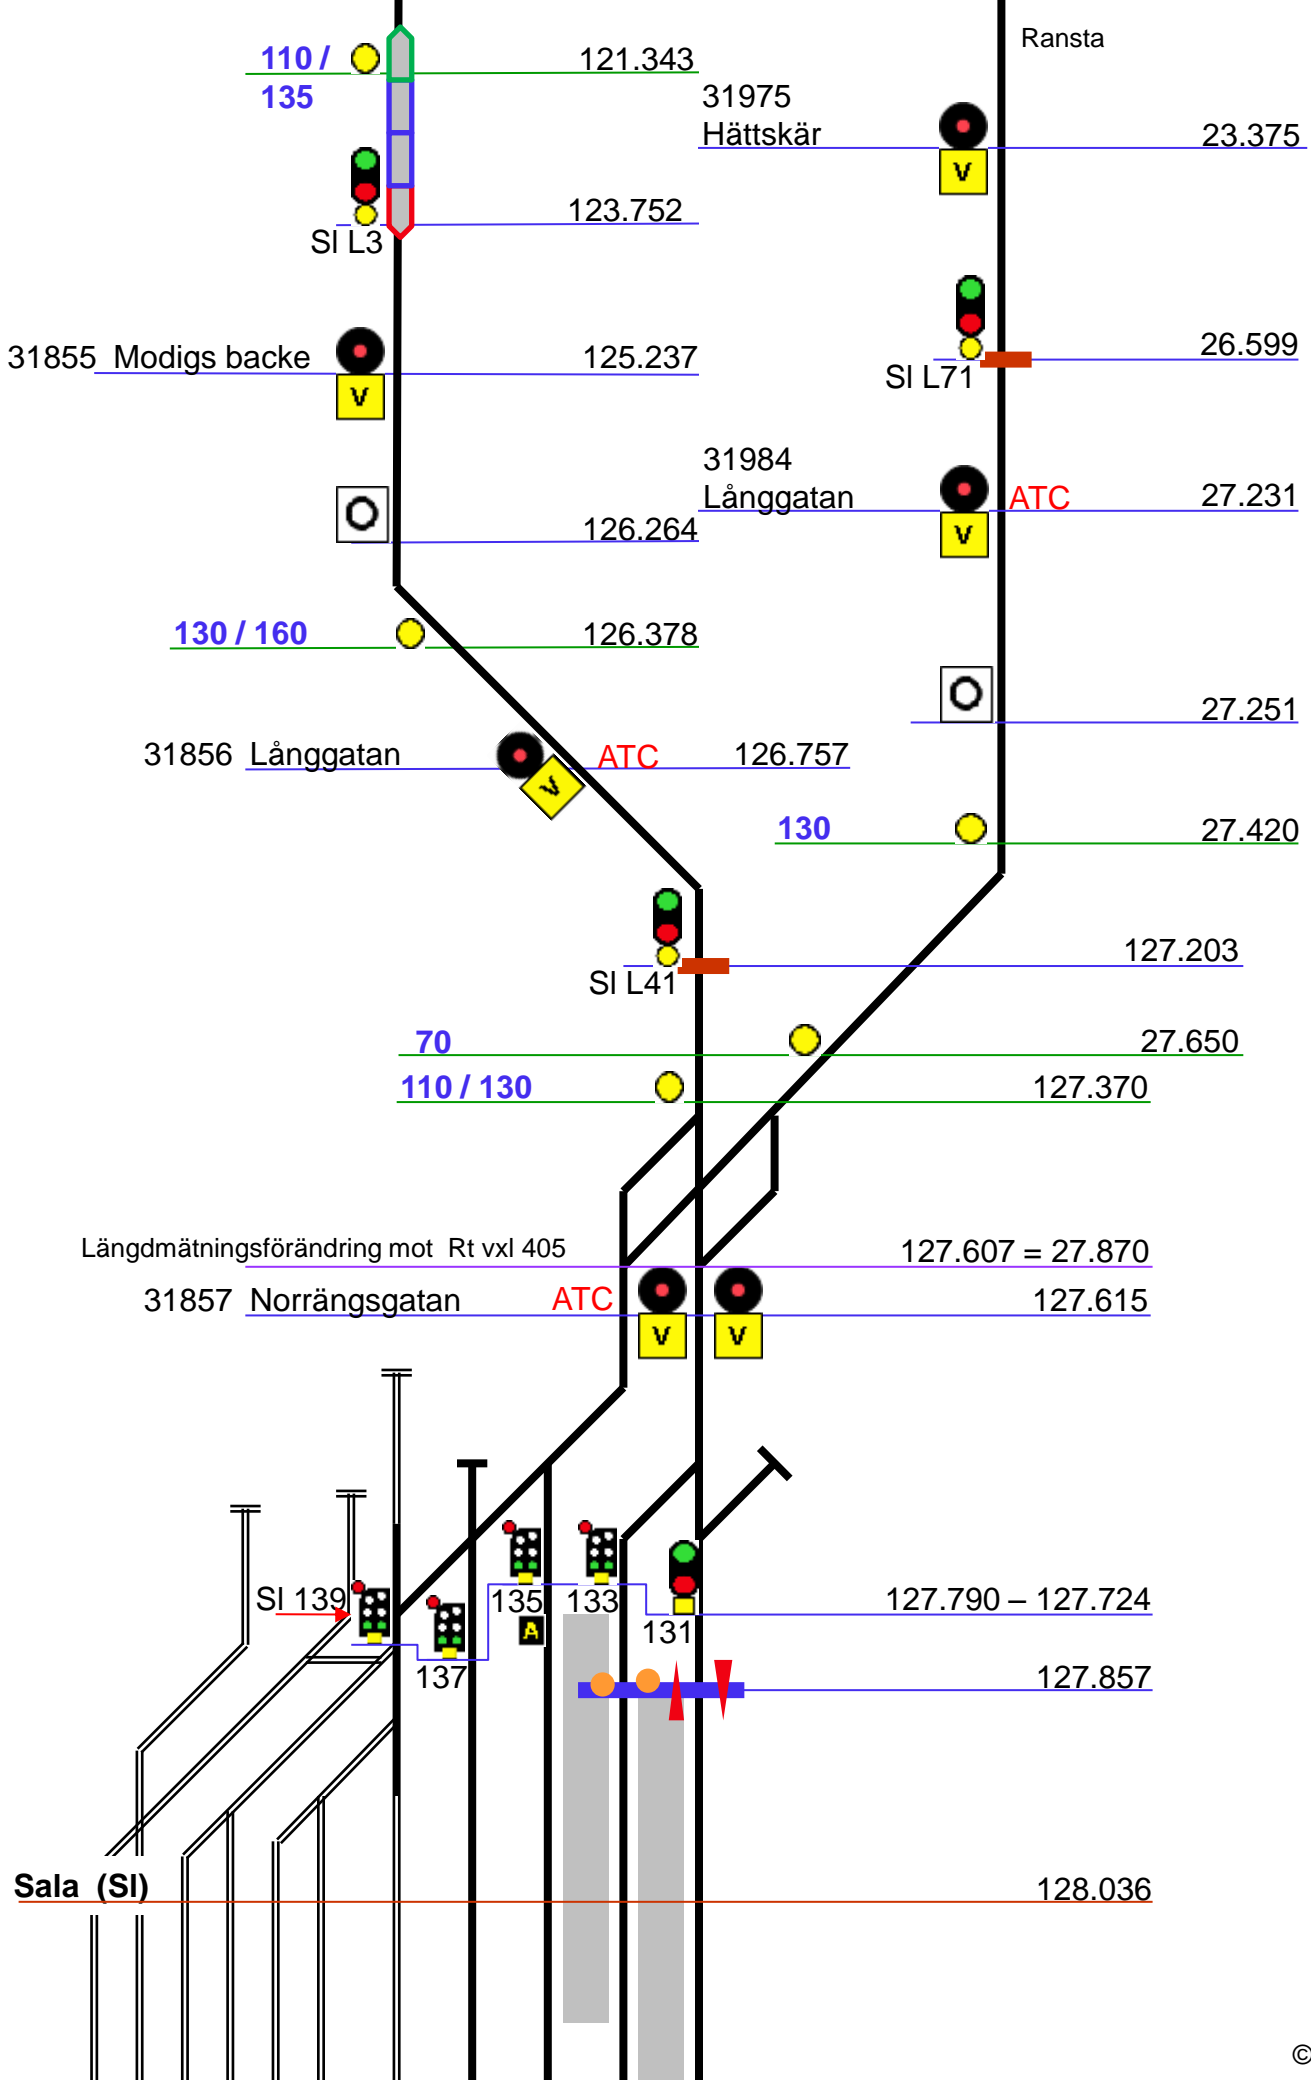 Ransta
110 /
135
121.343
31975
Hättskär
V
23.375
123.752
Sl L3
Sl L71
26.599
31855 Modigs backe
V
125.237
31984
Långgatan
V
ATC
27.231
O
126.264
130 / 160
126.378
O
27.251
31856 Långgatan
V
ATC
126.757
130
27.420
Sl L41
127.203
70
27.650
110 / 130
127.370
Längdmätningsförändring mot Rt vxl 405
127.607 = 27.870
31857 Norrängsgatan
ATC
V
V
127.615
Sl 139
135
133
127.790 – 127.724
A
131
137
127.857
Sala (Sl)
128.036
©